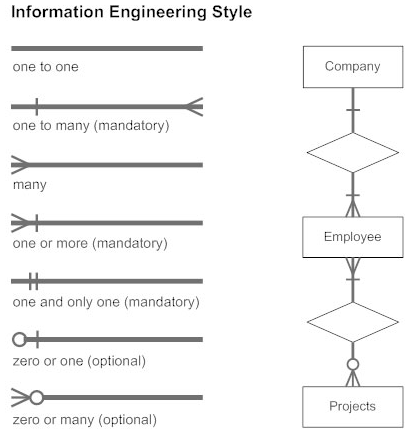 Information Engineering Style
one to one
one to many (mandatory)
many
one or more (mandatory)
one and only one (mandatory)
zero or one (optional)
zero or many (optional)
Company
Employee
Projects